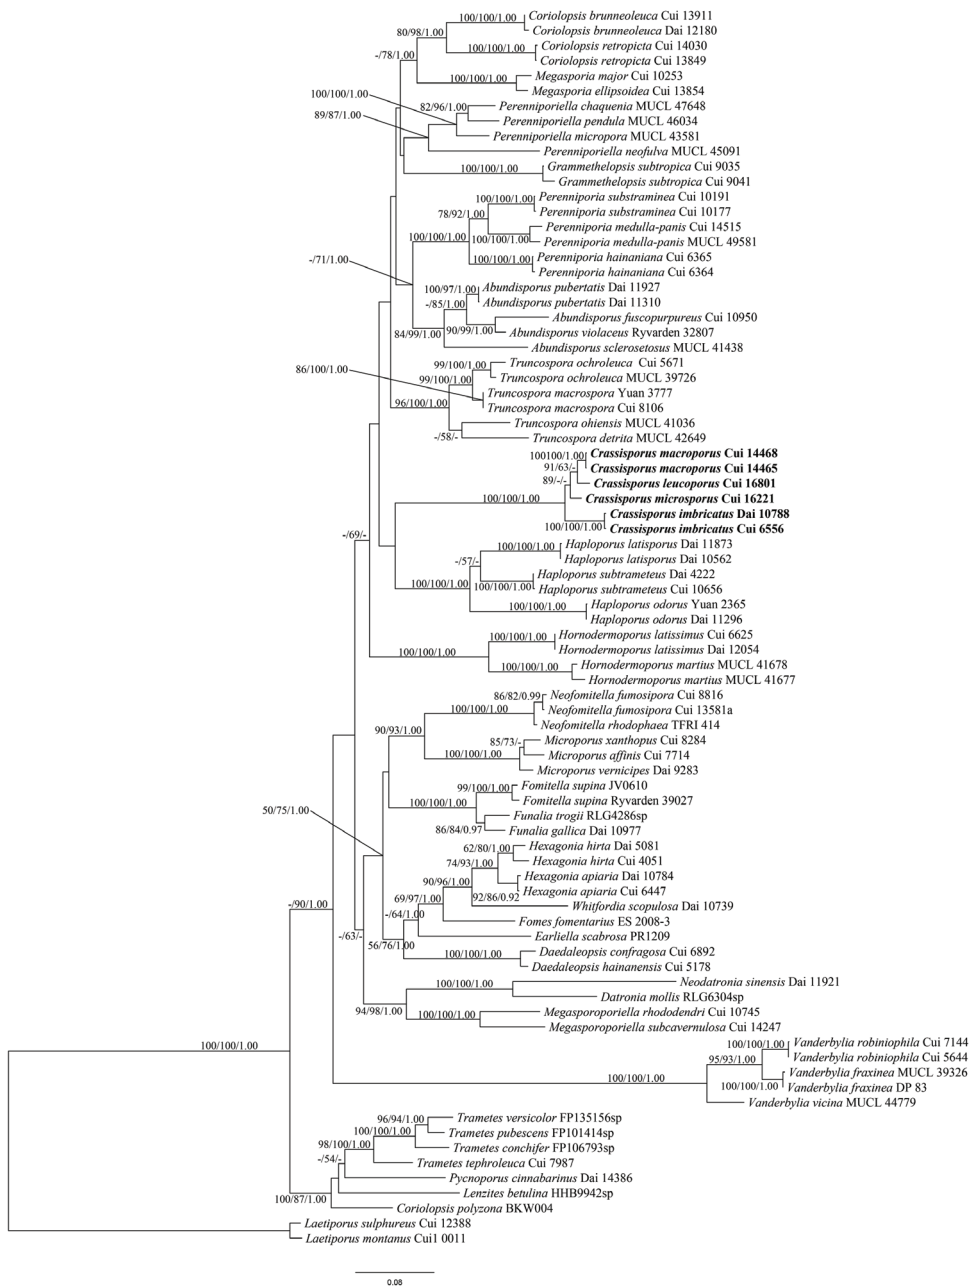 100/100/1.00 Coriolopsis brunneoleuca Cui 13911
80/98/1.00 Coriolopsis brunneoleuca Dai 12180
100/100/1.00 Coriolopsis retropicta Cui 14030
-/78/1.00 Coriolopsis retropicta Cui 13849
100/100/1.00 Megasporia major Cui 10253
Megasporia ellipsoidea Cui 13854
100/100/1.00
82/96/1.00 Perenniporiella chaquenia MUCL 47648
89/87/1.00 Perenniporiella pendula MUCL 46034
Perenniporiella micropora MUCL 43581
Perenniporiella neofulva MUCL 45091
100/100/1.00 Grammethelopsis subtropica Cui 9035
Grammethelopsis subtropica Cui 9041
100/100/1.00 Perenniporia substraminea Cui 10191
78/92/1.00 Perenniporia substraminea Cui 10177
Perenniporia medulla-panis Cui 14515
100/100/1.00 100/100/1.00 Perenniporia medulla-panis MUCL 49581
100/100/1.00 Perenniporia hainaniana Cui 6365
-/71/1.00 Perenniporia hainaniana Cui 6364
100/97/1.00 Abundisporus pubertatis Dai 11927
-/85/1.00 Abundisporus pubertatis Dai 11310
Abundisporus fuscopurpureus Cui 10950
84/99/1.00 90/99/1.00 Abundisporus violaceus Ryvarden 32807
Abundisporus sclerosetosus MUCL 41438
99/100/1.00 Truncospora ochroleuca Cui 5671
86/100/1.00 99/100/1.00 Truncospora ochroleuca MUCL 39726
Truncospora macrospora Yuan 3777
96/100/1.00 Truncospora macrospora Cui 8106
Truncospora ohiensis MUCL 41036
-/58/- Truncospora detrita MUCL 42649
100100/1.00 Crassisporus macroporus Cui 14468
91/63/- Crassisporus macroporus Cui 14465
89/-/- Crassisporus leucoporus Cui 16801
100/100/1.00 Crassisporus microsporus Cui 16221
Crassisporus imbricatus Dai 10788
100/100/1.00 Crassisporus imbricatus Cui 6556
-/69/-
100/100/1.00 Haploporus latisporus Dai 11873
-/57/- Haploporus latisporus Dai 10562
Haploporus subtrameteus Dai 4222
100/100/1.00 100/100/1.00 Haploporus subtrameteus Cui 10656
100/100/1.00 Haploporus odorus Yuan 2365
Haploporus odorus Dai 11296
100/100/1.00 Hornodermoporus latissimus Cui 6625
100/100/1.00 Hornodermoporus latissimus Dai 12054
100/100/1.00 Hornodermoporus martius MUCL 41678
Hornodermoporus martius MUCL 41677
86/82/0.99 Neofomitella fumosipora Cui 8816
100/100/1.00 Neofomitella fumosipora Cui 13581a
90/93/1.00 Neofomitella rhodophaea TFRI 414
85/73/- Microporus xanthopus Cui 8284
100/100/1.00 Microporus affinis Cui 7714
Microporus vernicipes Dai 9283
99/100/1.00 Fomitella supina JV0610
100/100/1.00 Fomitella supina Ryvarden 39027
50/75/1.00 Funalia trogii RLG4286sp
86/84/0.97 Funalia gallica Dai 10977
62/80/1.00 Hexagonia hirta Dai 5081
74/93/1.00 Hexagonia hirta Cui 4051
90/96/1.00 Hexagonia apiaria Dai 10784
69/97/1.00 92/86/0.92 Hexagonia apiaria Cui 6447
-/90/1.00 -/64/1.00 Whitfordia scopulosa Dai 10739
Fomes fomentarius ES 2008-3
-/63/- 56/76/1.00 Earliella scabrosa PR1209
100/100/1.00 Daedaleopsis confragosa Cui 6892
Daedaleopsis hainanensis Cui 5178
100/100/1.00 Neodatronia sinensis Dai 11921
Datronia mollis RLG6304sp
94/98/1.00 100/100/1.00 Megasporoporiella rhododendri Cui 10745
Megasporoporiella subcavernulosa Cui 14247
100/100/1.00 100/100/1.00 Vanderbylia robiniophila Cui 7144
95/93/1.00 Vanderbylia robiniophila Cui 5644
Vanderbylia fraxinea MUCL 39326
100/100/1.00 100/100/1.00 Vanderbylia fraxinea DP 83
Vanderbylia vicina MUCL 44779
96/94/1.00 Trametes versicolor FP135156sp
100/100/1.00 Trametes pubescens FP101414sp
98/100/1.00 Trametes conchifer FP106793sp
-/54/- Trametes tephroleuca Cui 7987
Pycnoporus cinnabarinus Dai 14386
100/87/1.00 Lenzites betulina HHB9942sp
Coriolopsis polyzona BKW004
Laetiporus sulphureus Cui 12388
Laetiporus montanus Cui1 0011
0.08